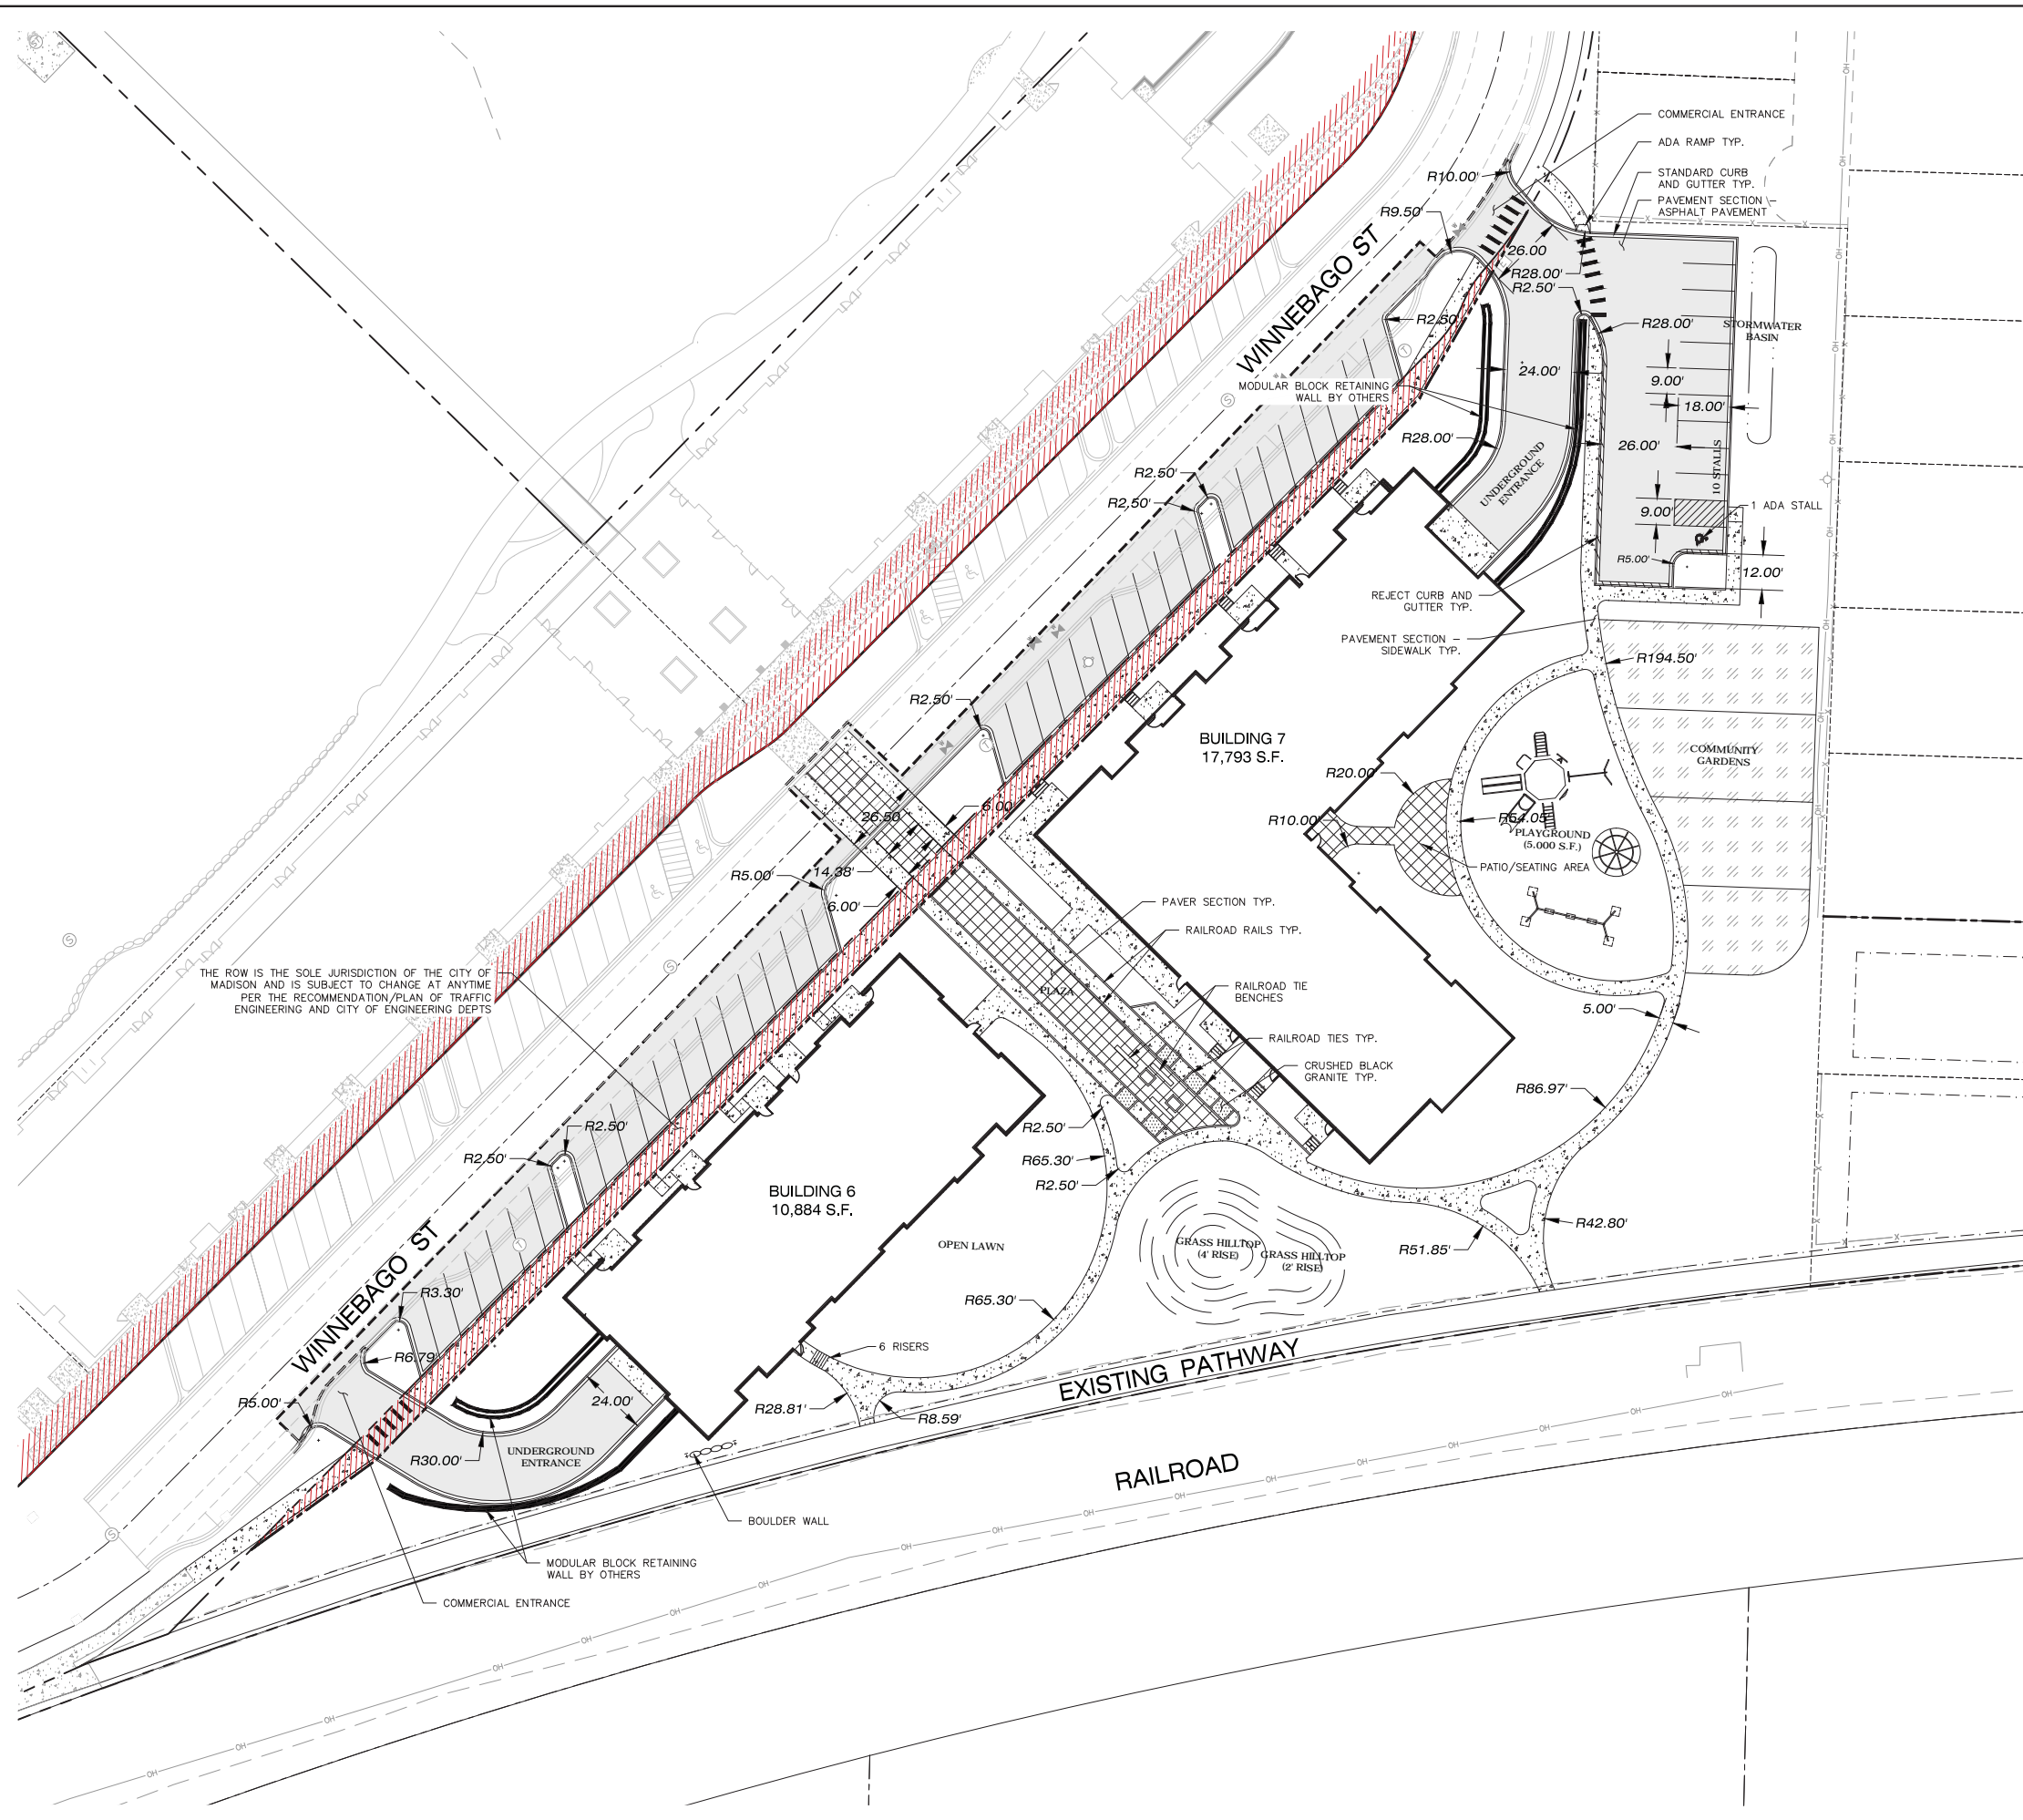 COMMERCIAL ENTRANCE
ADA RAMP TYP.
STANDARD CURB
AND GUTTER TYP.
PAVEMENT SECTION -
ASPHALT PAVEMENT
R10.00'
R9.50'
26.00
R28.00'
R2.50'
R2.50'
R28.00'
STORMWATER
BASIN
WINNEBAGO ST
MODULAR BLOCK RETAINING
WALL BY OTHERS
24.00'
9.00'
18.00'
R28.00'
26.00'
10 STALLS
UNDERGROUND
ENTRANCE
R2.50'
R2.50'
9.00'
1 ADA STALL
R5.00'
12.00'
REJECT CURB AND
GUTTER TYP.
PAVEMENT SECTION -
SIDEWALK TYP.
R194.50'
R2.50'
BUILDING 7
17,793 S.F.
COMMUNITY
GARDENS
R20.00'
6.00
26.50
R10.00'
R54.05'
PLAYGROUND
(5,000 S.F.)
PATIO/SEATING AREA
R5.00'
14.38'
6.00'
PAVER SECTION TYP.
RAILROAD RAILS TYP.
THE ROW IS THE SOLE JURISDICTION OF THE CITY OF
MADISON AND IS SUBJECT TO CHANGE AT ANYTIME
PER THE RECOMMENDATION/PLAN OF TRAFFIC
ENGINEERING AND CITY OF ENGINEERING DEPTS
PLAZA
RAILROAD TIE
BENCHES
5.00'
RAILROAD TIES TYP.
CRUSHED BLACK
GRANITE TYP.
R86.97'
R2.50'
R2.50'
R2.50'
R65.30'
R2.50'
BUILDING 6
10,884 S.F.
R42.80'
R51.85'
OPEN LAWN
GRASS HILLTOP
(4' RISE)
GRASS HILLTOP
(2' RISE)
WINNEBAGO ST
R3.30'
R65.30'
6 RISERS
R6.79'
EXISTING PATHWAY
R5.00'
24.00'
R28.81'
R8.59'
R30.00'
UNDERGROUND
ENTRANCE
RAILROAD
BOULDER WALL
MODULAR BLOCK RETAINING
WALL BY OTHERS
COMMERCIAL ENTRANCE